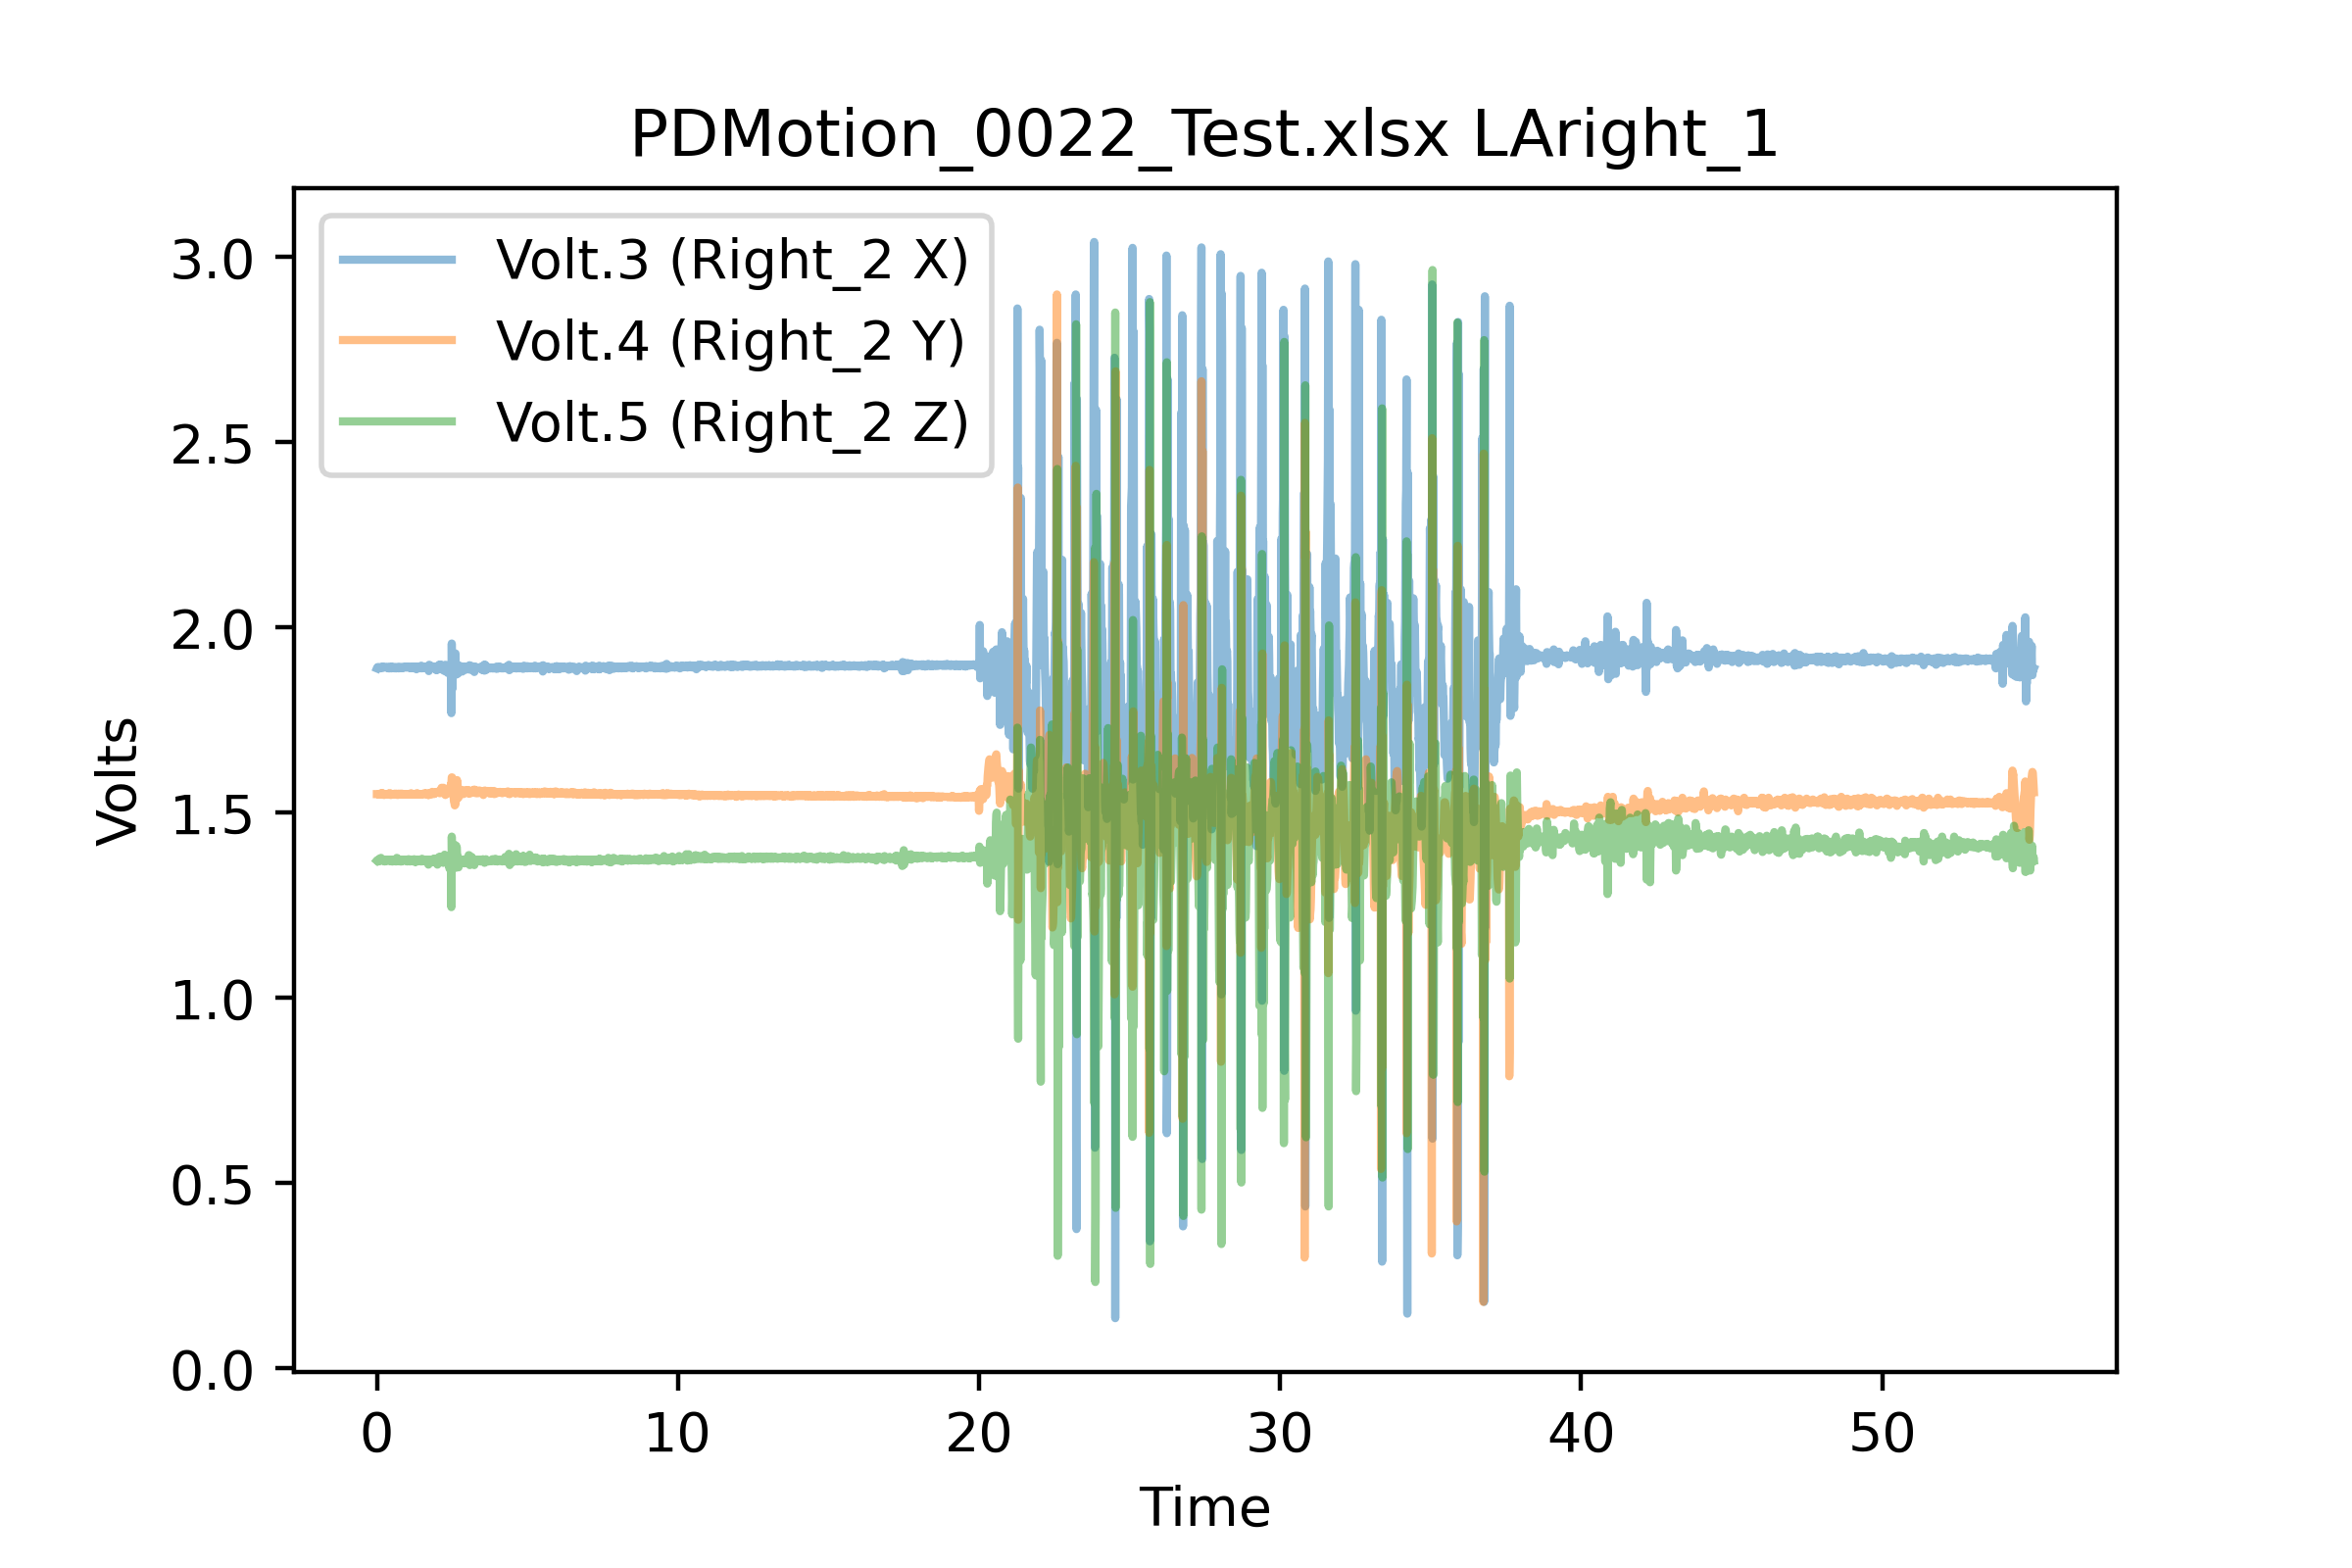 PDMotion_0022_Test.xlsx LAright_1
Volt.3 (Right_2 X)
Volt.4 (Right_2 Y)
Volt.5 (Right_2 Z)
3.0
2.5
2.0
1.5
1.0
0.5
0.0
Volts
0 10 20 30 40 50
Time